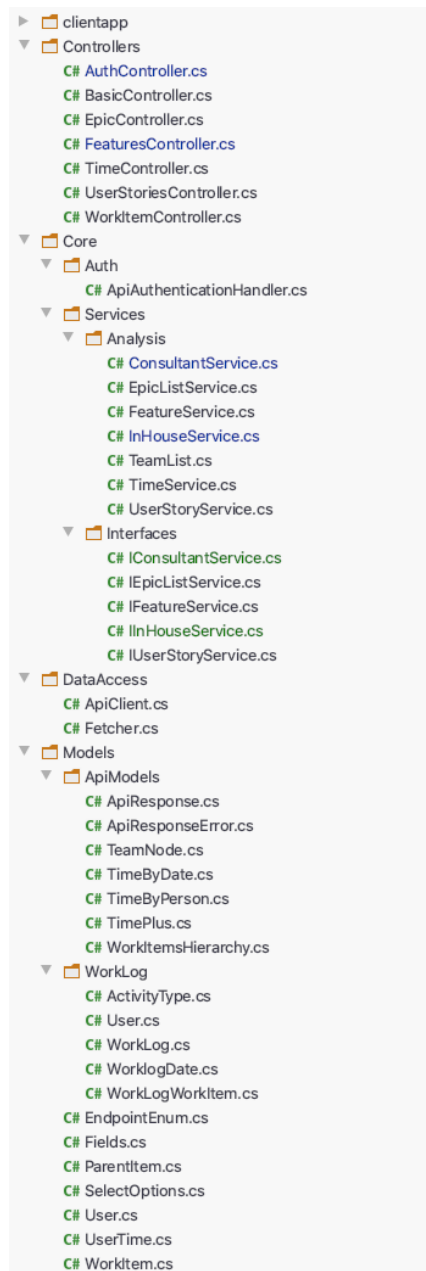 clientapp
Controllers
C# AuthController.cs
C# BasicController.cs
C# EpicController.cs
C# FeaturesController.cs
C# TimeController.cs
C# UserStoriesController.cs
C# WorkItemController.cs
Core
Auth
C# ApiAuthenticationHandler.cs
Services
Analysis
C# ConsultantService.cs
C# EpicListService.cs
C# FeatureService.cs
C# InHouseService.cs
C# TeamList.cs
C# TimeService.cs
C# UserStoryService.cs
Interfaces
C# IConsultantService.cs
C# IEpicListService.cs
C# IFeatureService.cs
C# IInHouseService.cs
C# IUserStoryService.cs
DataAccess
C# ApiClient.cs
C# Fetcher.cs
Models
ApiModels
C# ApiResponse.cs
C# ApiResponseError.cs
C# TeamNode.cs
C# TimeByDate.cs
C# TimeByPerson.cs
C# TimePlus.cs
C# WorkItemsHierarchy.cs
WorkLog
C# ActivityType.cs
C# User.cs
C# WorkLog.cs
C# WorklogDate.cs
C# WorkLogWorkItem.cs
C# EndpointEnum.cs
C# Fields.cs
C# ParentItem.cs
C# SelectOptions.cs
C# User.cs
C# UserTime.cs
C# WorkItem.cs